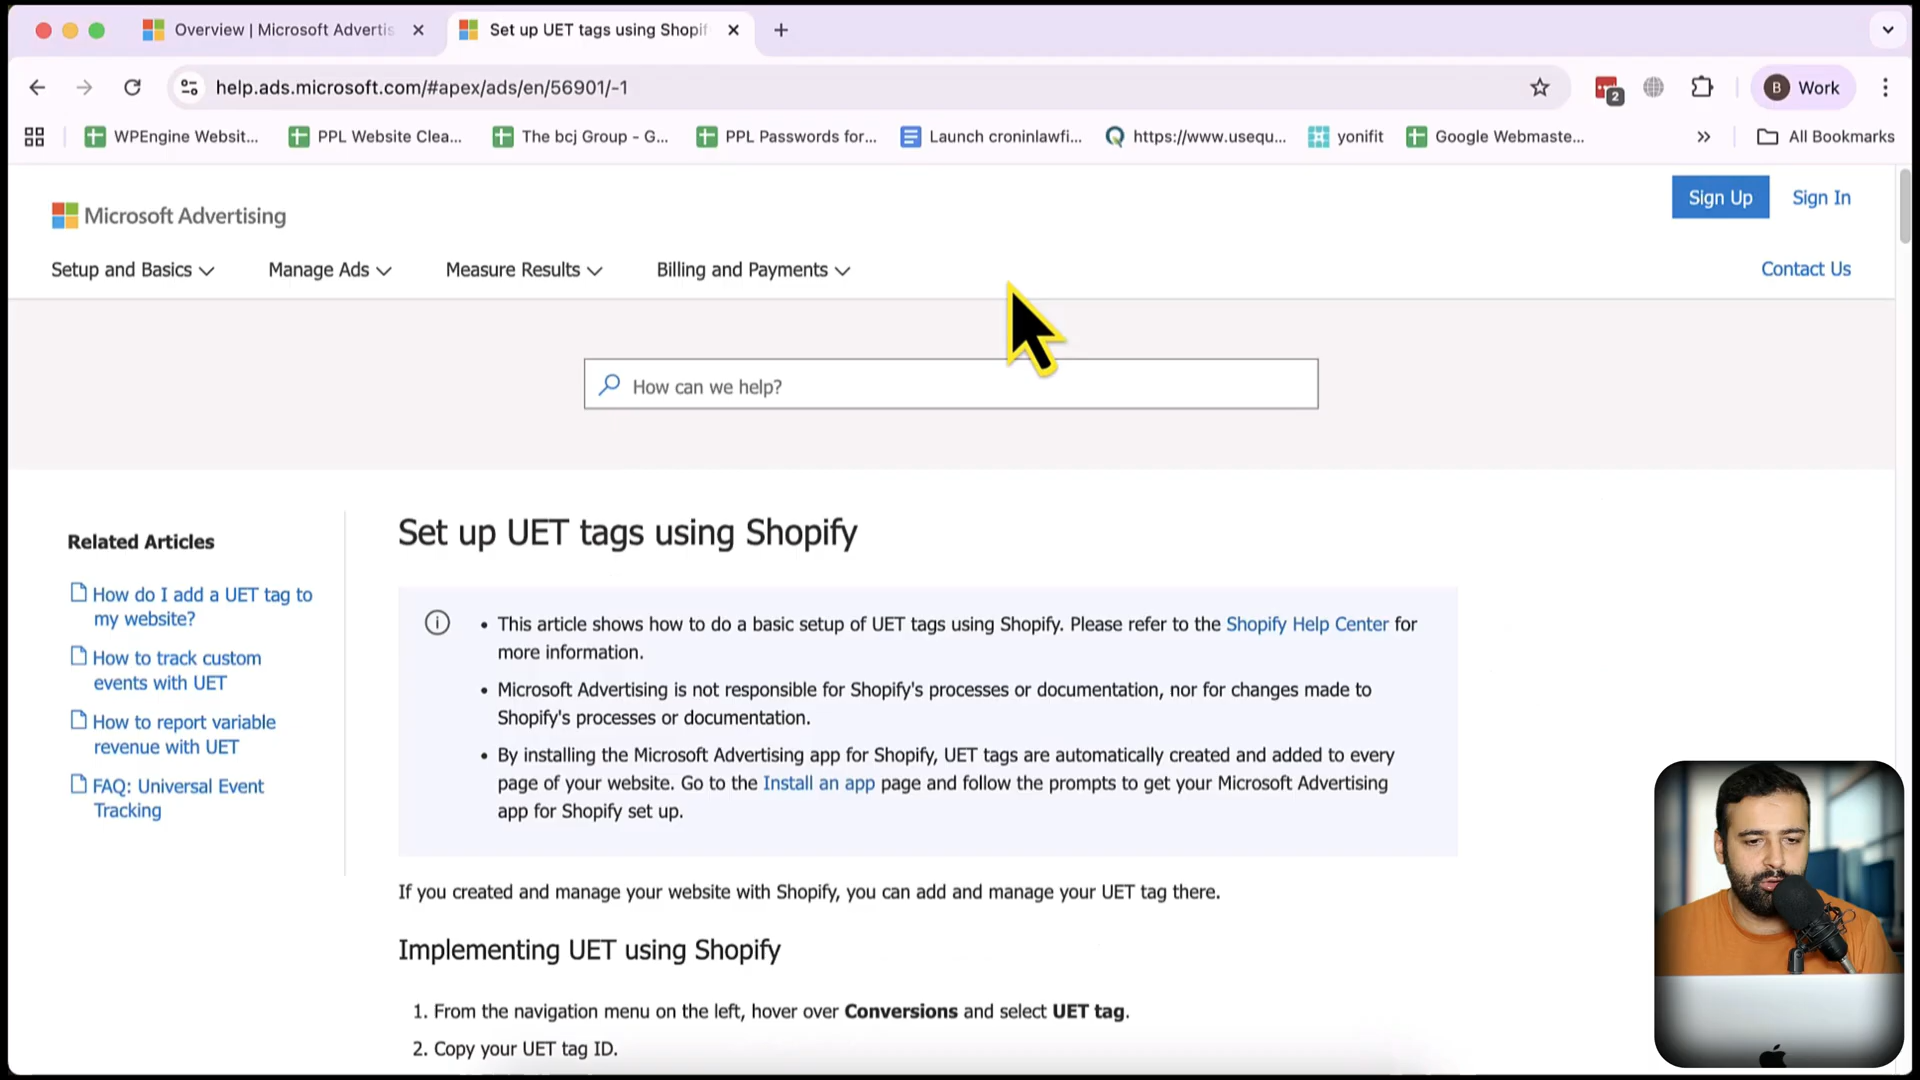 Overview | Microsoft Advertis
Set up UET tags using Shopif
help.ads.microsoft.com/#apex/ads/en/56901/-1
2
B
Work
WPEngine Websit...
PPL Website Clea...
The bcj Group - G...
PPL Passwords for...
Launch croninlawfi...
https://www.usequ...
yonifit
Google Webmaste...
»
All Bookmarks
Microsoft Advertising
Sign Up
Sign In
Setup and Basics
Manage Ads
Measure Results
Billing and Payments
Contact Us
How can we help?
Related Articles
How do I add a UET tag to
my website?
How to track custom
events with UET
How to report variable
revenue with UET
FAQ: Universal Event
Tracking
Set up UET tags using Shopify
• This article shows how to do a basic setup of UET tags using Shopify. Please refer to the Shopify Help Center for
more information.
• Microsoft Advertising is not responsible for Shopify's processes or documentation, nor for changes made to
Shopify's processes or documentation.
• By installing the Microsoft Advertising app for Shopify, UET tags are automatically created and added to every
page of your website. Go to the Install an app page and follow the prompts to get your Microsoft Advertising
app for Shopify set up.
If you created and manage your website with Shopify, you can add and manage your UET tag there.
Implementing UET using Shopify
1. From the navigation menu on the left, hover over Conversions and select UET tag.
2. Copy your UET tag ID.